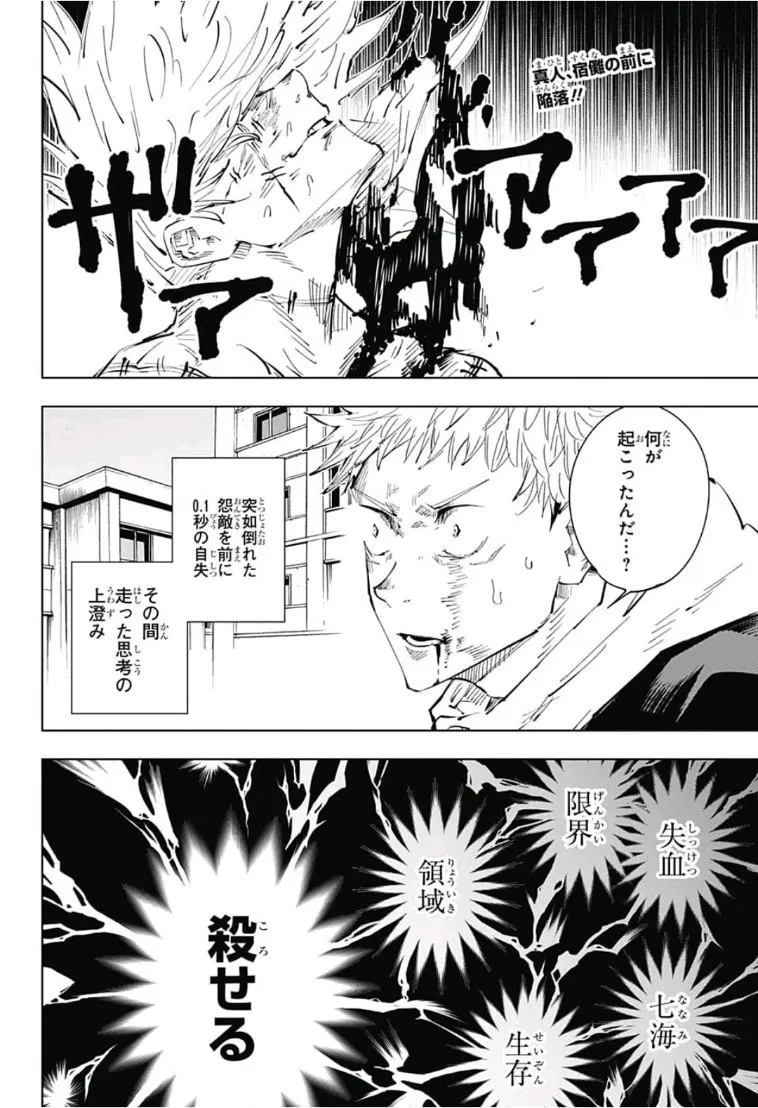 真人、宿儺の前に
陥落!!
ザアアアアア
何が
起こったんだ…?
突如倒れた
怨敵を前に
0.1秒の自失
その間
走った思考の
上澄み
失血
限界
七海
領域
生存
殺せる